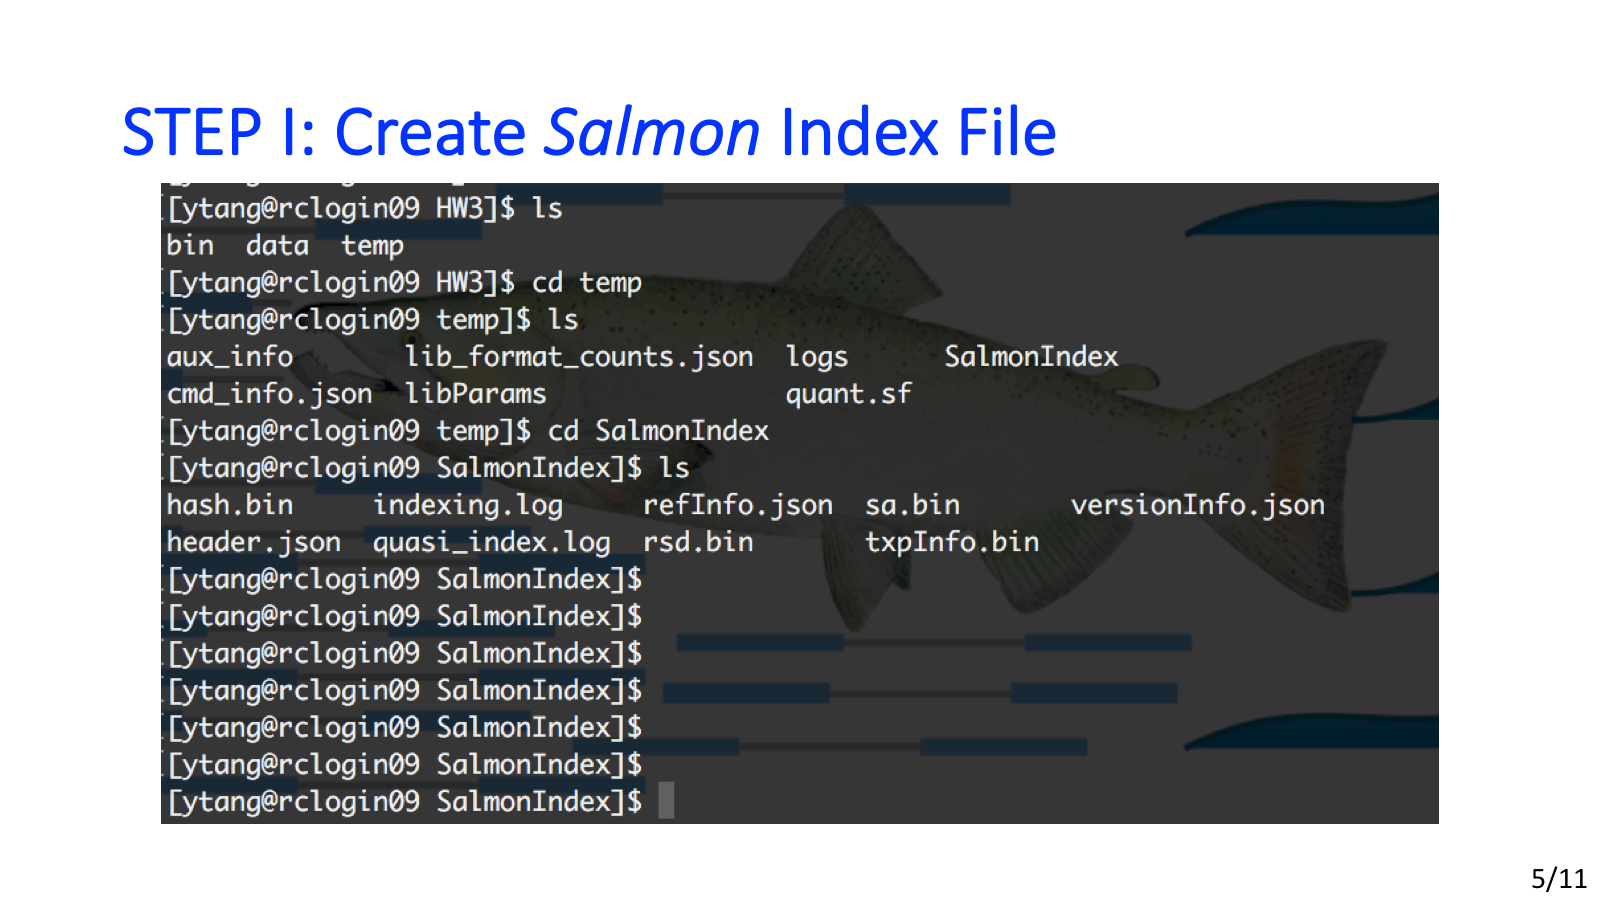 STEP I: Create Salmon Index File
[ytang@rclogin09 HW3]$ ls
bin  data  temp
[ytang@rclogin09 HW3]$ cd temp
[ytang@rclogin09 temp]$ ls
aux_info       lib_format_counts.json  logs      SalmonIndex
cmd_info.json  libParams               quant.sf
[ytang@rclogin09 temp]$ cd SalmonIndex
[ytang@rclogin09 SalmonIndex]$ ls
hash.bin     indexing.log     refInfo.json  sa.bin       versionInfo.json
header.json  quasi_index.log  rsd.bin       txpInfo.bin
[ytang@rclogin09 SalmonIndex]$
[ytang@rclogin09 SalmonIndex]$
[ytang@rclogin09 SalmonIndex]$
[ytang@rclogin09 SalmonIndex]$
[ytang@rclogin09 SalmonIndex]$
[ytang@rclogin09 SalmonIndex]$
[ytang@rclogin09 SalmonIndex]$
5/11